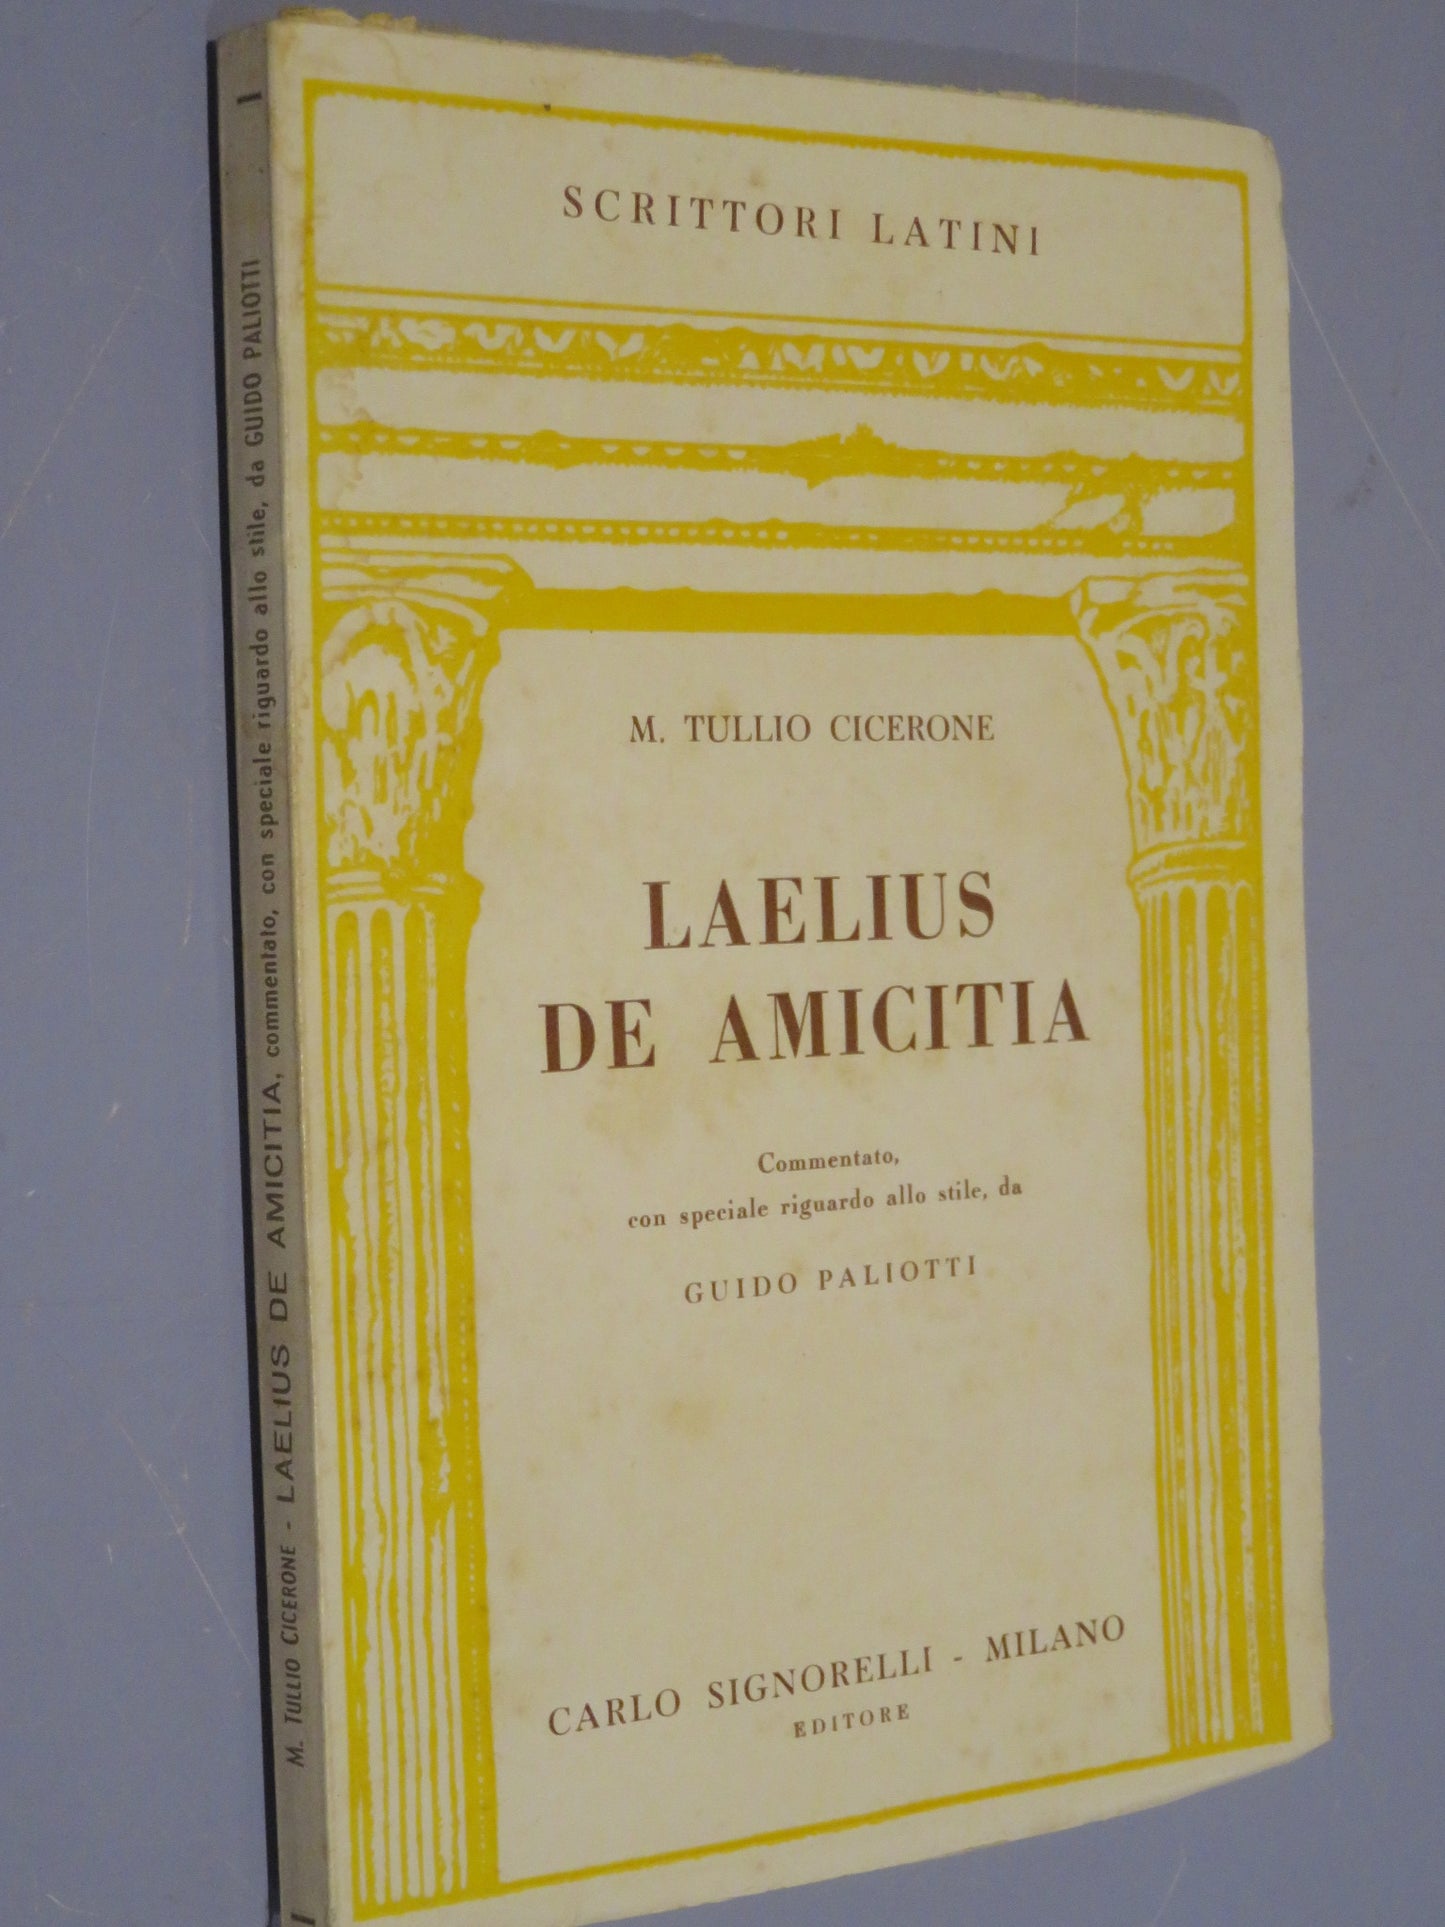 SCRITTORI LATINI
M. TULLIO CICERONE
LAELIUS
DE AMICITIA
Commentato,
con speciale riguardo allo stile, da
GUIDO PALIOTTI
CARLO SIGNORELLI - MILANO
EDITORE
M. TULLIO CICERONE - LAELIUS DE AMICITIA, commentato, con speciale riguardo allo stile, da GUIDO PALIOTTI